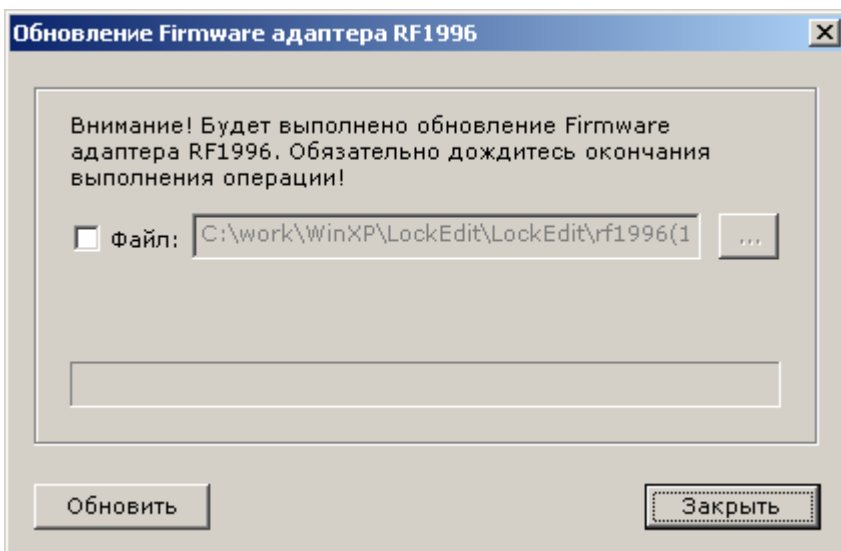 Обновление Firmware адаптера RF1996
Внимание! Будет выполнено обновление Firmware
адаптера RF1996. Обязательно дождитесь окончания
выполнения операции!
Файл: C:\work\WinXP\LockEdit\LockEdit\rf1996(1 ...
Обновить Закрыть